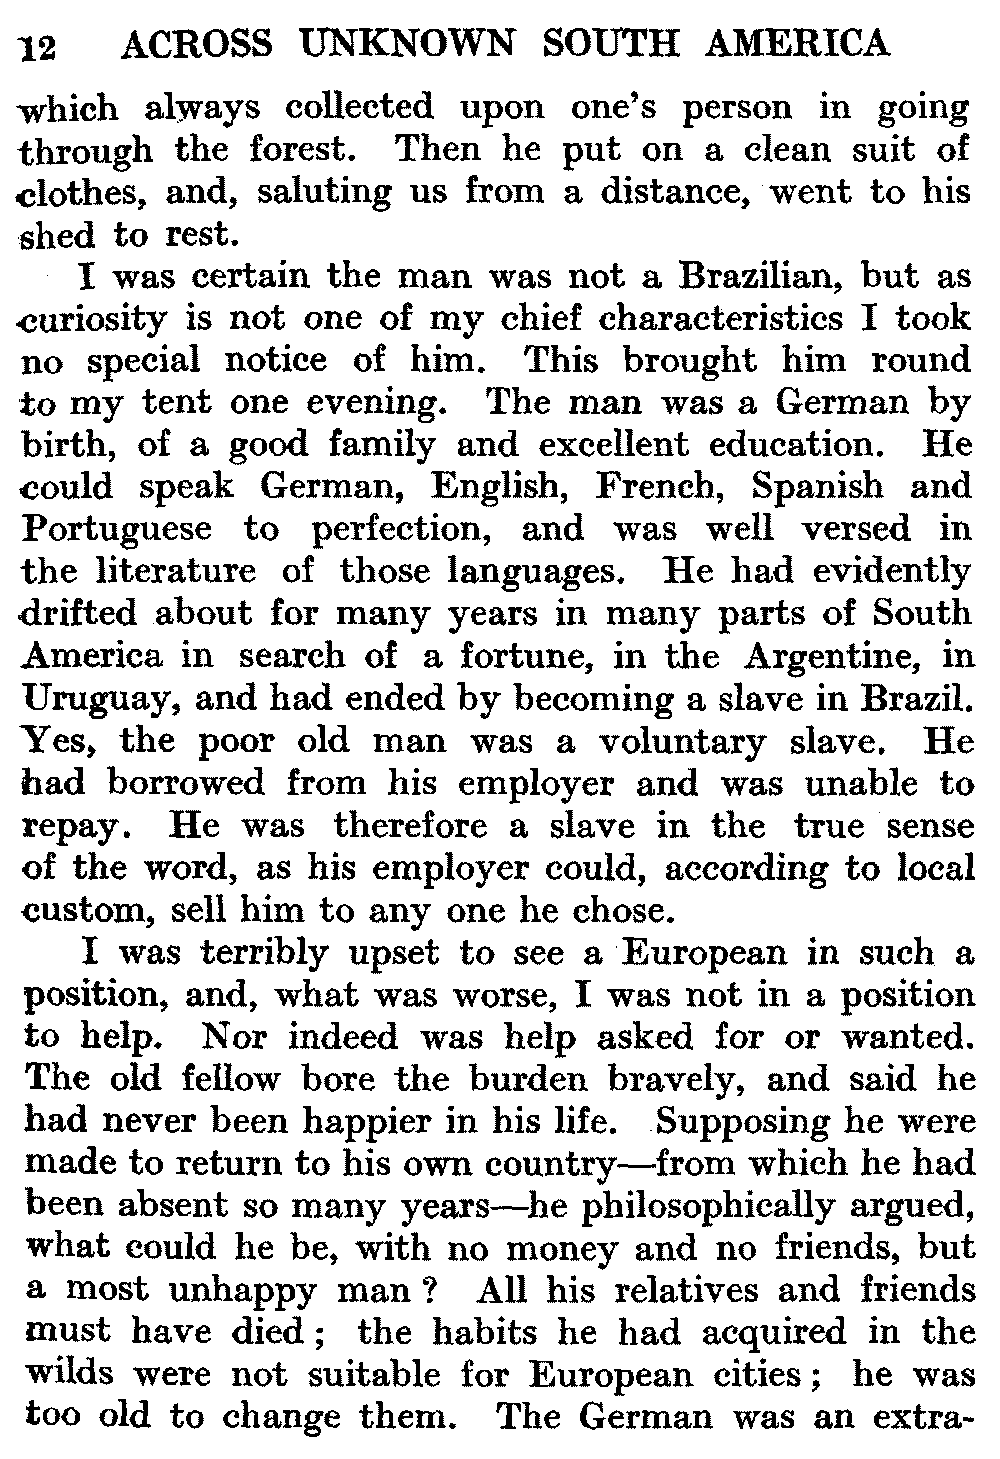 12 ACROSS UNKNOWN SOUTH AMERICA
which always collected upon one's person in going
through the forest. Then he put on a clean suit of
clothes, and, saluting us from a distance, went to his
shed to rest.
I was certain the man was not a Brazilian, but as
curiosity is not one of my chief characteristics I took
no special notice of him. This brought him round
to my tent one evening. The man was a German by
birth, of a good family and excellent education. He
could speak German, English, French, Spanish and
Portuguese to perfection, and was well versed in
the literature of those languages. He had evidently
drifted about for many years in many parts of South
America in search of a fortune, in the Argentine, in
Uruguay, and had ended by becoming a slave in Brazil.
Yes, the poor old man was a voluntary slave. He
had borrowed from his employer and was unable to
repay. He was therefore a slave in the true sense
of the word, as his employer could, according to local
custom, sell him to any one he chose.
I was terribly upset to see a European in such a
position, and, what was worse, I was not in a position
to help. Nor indeed was help asked for or wanted.
The old fellow bore the burden bravely, and said he
had never been happier in his life. Supposing he were
made to return to his own country—from which he had
been absent so many years—he philosophically argued,
what could he be, with no money and no friends, but
a most unhappy man ? All his relatives and friends
must have died ; the habits he had acquired in the
wilds were not suitable for European cities ; he was
too old to change them. The German was an extra-